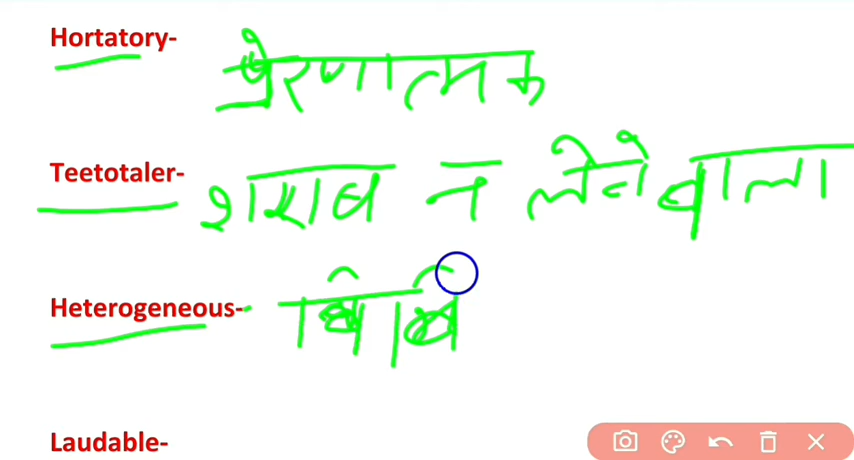 Hortatory- प्रेरणात्मक
Teetotaler- शराब न लेने वाला
Heterogeneous-
Laudable-